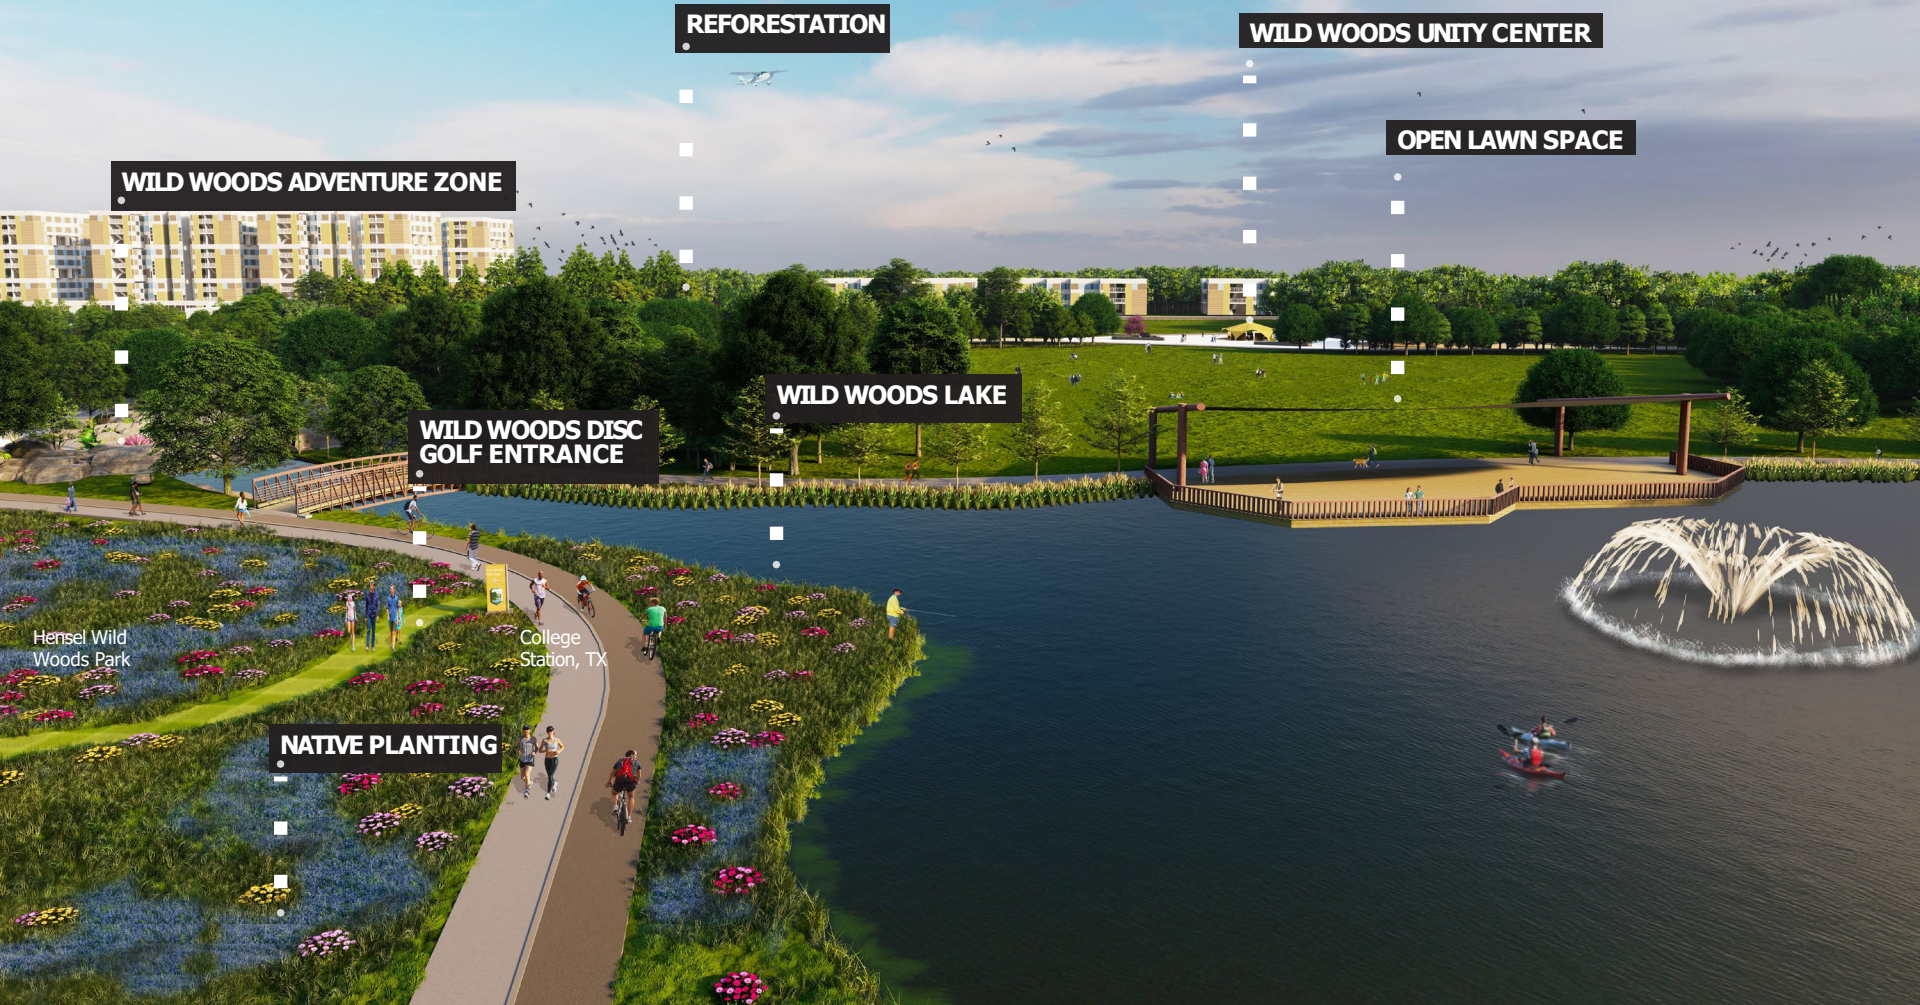 REFORESTATION
WILD WOODS UNITY CENTER
OPEN LAWN SPACE
WILD WOODS ADVENTURE ZONE
WILD WOODS LAKE
WILD WOODS DISC
GOLF ENTRANCE
Hensel Wild
Woods Park
College
Station, TX
NATIVE PLANTING